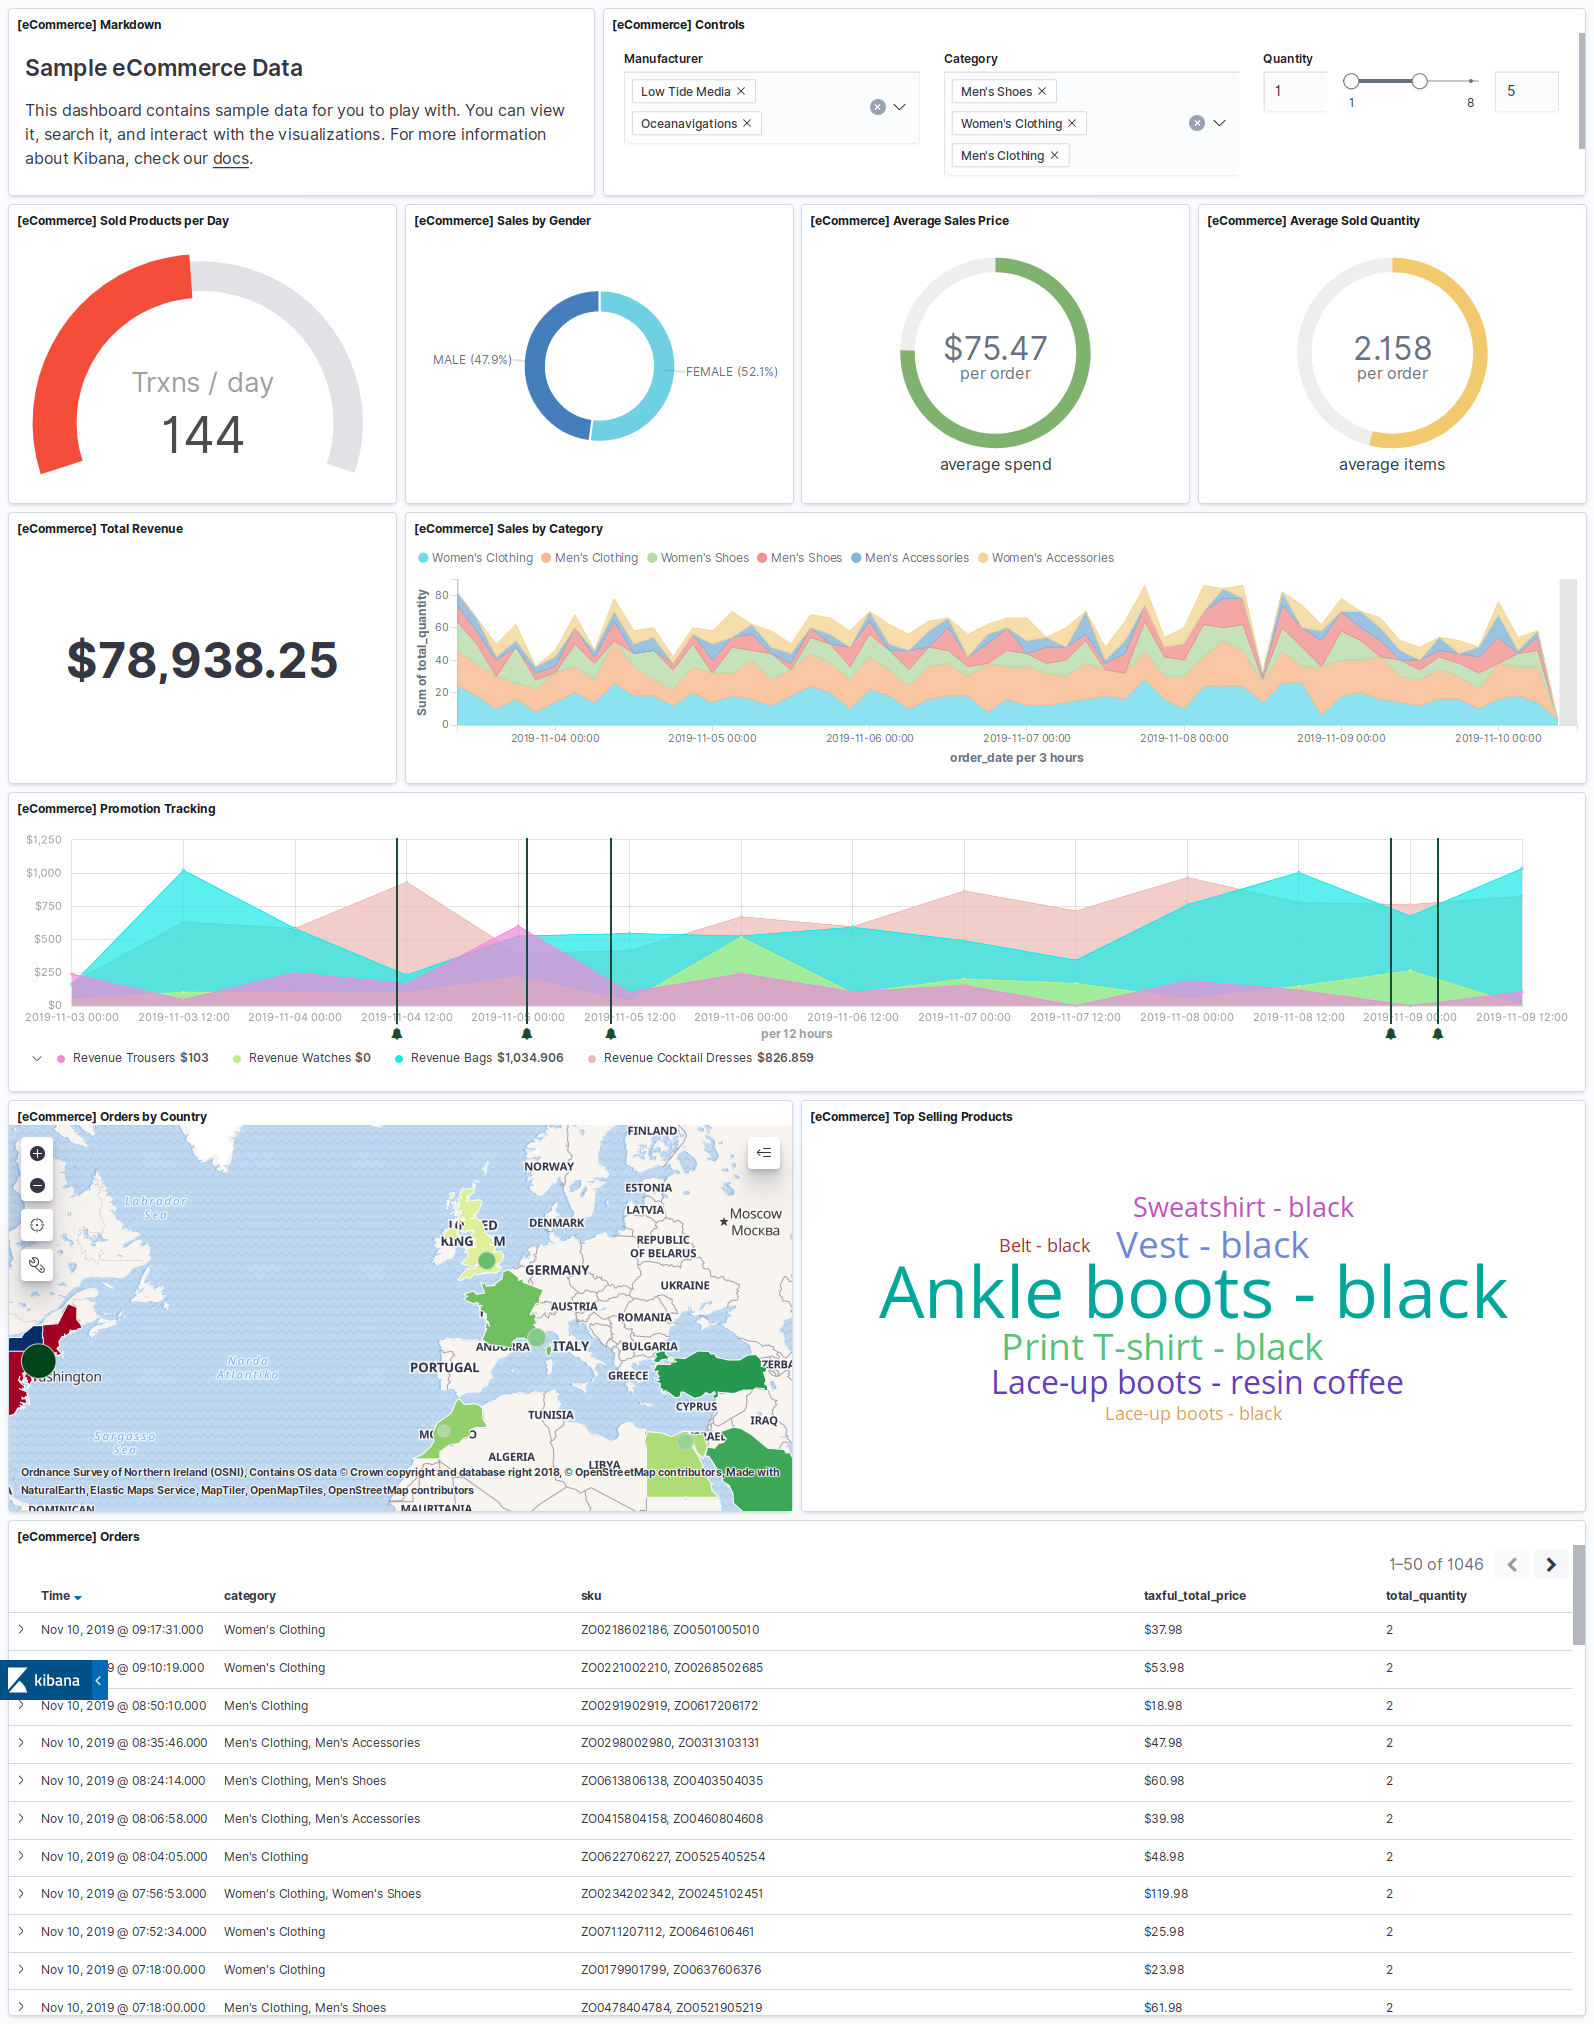 [eCommerce] Markdown
Sample eCommerce Data
This dashboard contains sample data for you to play with. You can view
it, search it, and interact with the visualizations. For more information
about Kibana, check our docs.
[eCommerce] Controls
Manufacturer
Low Tide Media
Oceanavigations
Category
Men's Shoes
Women's Clothing
Men's Clothing
Quantity
1
1
8
5
[eCommerce] Sold Products per Day
Trxns / day
144
[eCommerce] Sales by Gender
MALE (47.9%)
FEMALE (52.1%)
[eCommerce] Average Sales Price
$75.47
per order
average spend
[eCommerce] Average Sold Quantity
2.158
per order
average items
[eCommerce] Total Revenue
$78,938.25
[eCommerce] Sales by Category
Women's Clothing Men's Clothing Women's Shoes Men's Shoes Men's Accessories Women's Accessories
Sum of total_quantity
80
60
40
20
0
2019-11-04 00:00 2019-11-05 00:00 2019-11-06 00:00 2019-11-07 00:00 2019-11-08 00:00 2019-11-09 00:00 2019-11-10 00:00
order_date per 3 hours
[eCommerce] Promotion Tracking
$1,250
$1,000
$750
$500
$250
$0
2019-11-03 00:00 2019-11-03 12:00 2019-11-04 00:00 2019-11-04 12:00 2019-11-05 00:00 2019-11-05 12:00 2019-11-06 00:00 2019-11-06 12:00 2019-11-07 00:00 2019-11-07 12:00 2019-11-08 00:00 2019-11-08 12:00 2019-11-09 00:00 2019-11-09 12:00
per 12 hours
Revenue Trousers $103 Revenue Watches $0 Revenue Bags $1,034.906 Revenue Cocktail Dresses $826.859
[eCommerce] Orders by Country
FINLAND
NORWAY
ESTONIA
Labrador
Sea
LATVIA
Moscow
Москва
DENMARK
UNITED
KINGDOM
REPUBLIC
OF BELARUS
GERMANY
UKRAINE
AUSTRIA
ROMANIA
ANDORRA
ITALY
BULGARIA
Norda
Atlantiko
PORTUGAL
GREECE
Washington
CYPRUS
TUNISIA
IRAQ
Sargasso
Sea
ALGERIA
LIBYA
Ordnance Survey of Northern Ireland (OSNI), Contains OS data © Crown copyright and database right 2018, © OpenStreetMap contributors, Made with
NaturalEarth, Elastic Maps Service, MapTiler, OpenMapTiles, OpenStreetMap contributors
DOMINICAN
MAURITANIA
[eCommerce] Top Selling Products
Sweatshirt - black
Belt - black
Vest - black
Ankle boots - black
Print T-shirt - black
Lace-up boots - resin coffee
Lace-up boots - black
[eCommerce] Orders
1–50 of 1046
Time category sku taxful_total_price total_quantity
Nov 10, 2019 @ 09:17:31.000 Women's Clothing ZO0218602186, ZO0501005010 $37.98 2
9 @ 09:10:19.000 Women's Clothing ZO0221002210, ZO0268502685 $53.98 2
kibana
Nov 10, 2019 @ 08:50:10.000 Men's Clothing ZO0291902919, ZO0617206172 $18.98 2
Nov 10, 2019 @ 08:35:46.000 Men's Clothing, Men's Accessories ZO0298002980, ZO0313103131 $47.98 2
Nov 10, 2019 @ 08:24:14.000 Men's Clothing, Men's Shoes ZO0613806138, ZO0403504035 $60.98 2
Nov 10, 2019 @ 08:06:58.000 Men's Clothing, Men's Accessories ZO0415804158, ZO0460804608 $39.98 2
Nov 10, 2019 @ 08:04:05.000 Men's Clothing ZO0622706227, ZO0525405254 $48.98 2
Nov 10, 2019 @ 07:56:53.000 Women's Clothing, Women's Shoes ZO0234202342, ZO0245102451 $119.98 2
Nov 10, 2019 @ 07:52:34.000 Women's Clothing ZO0711207112, ZO0646106461 $25.98 2
Nov 10, 2019 @ 07:18:00.000 Women's Clothing ZO0179901799, ZO0637606376 $23.98 2
Nov 10, 2019 @ 07:18:00.000 Men's Clothing, Men's Shoes ZO0478404784, ZO0521905219 $61.98 2